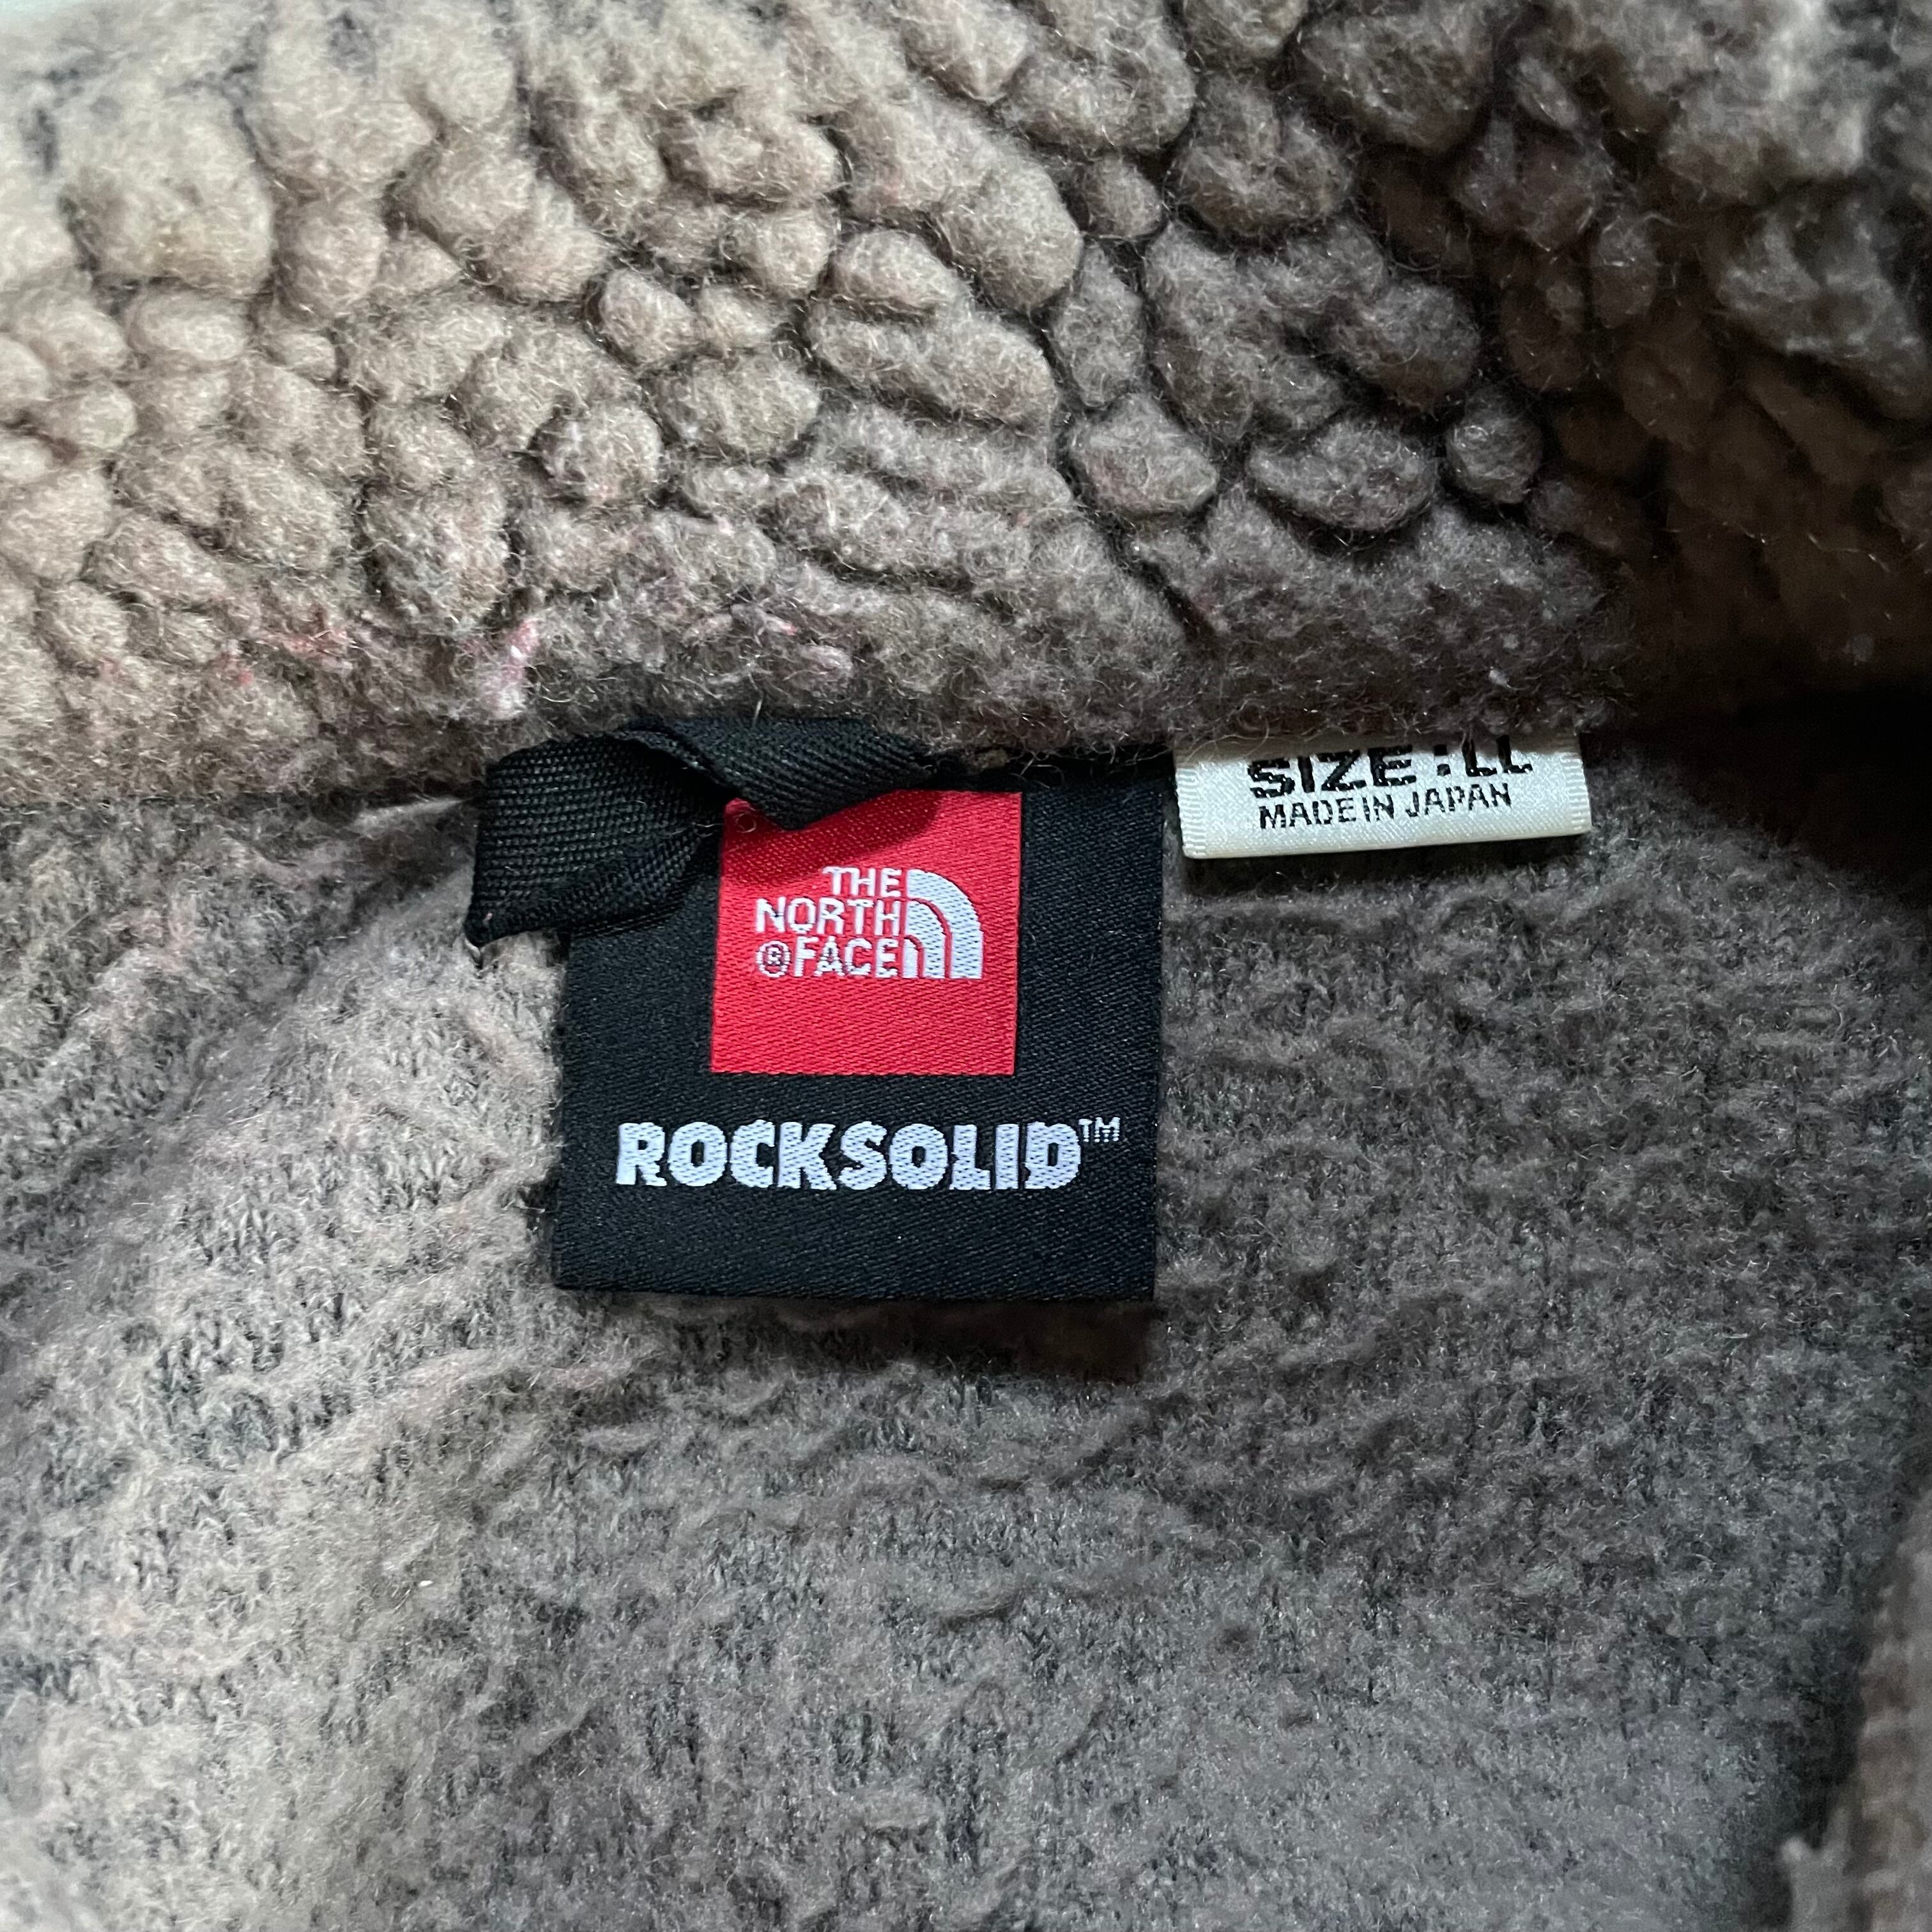 SIZE:LL
MADE IN JAPAN
THE
NORTH
®FACE
ROCKSOLID™